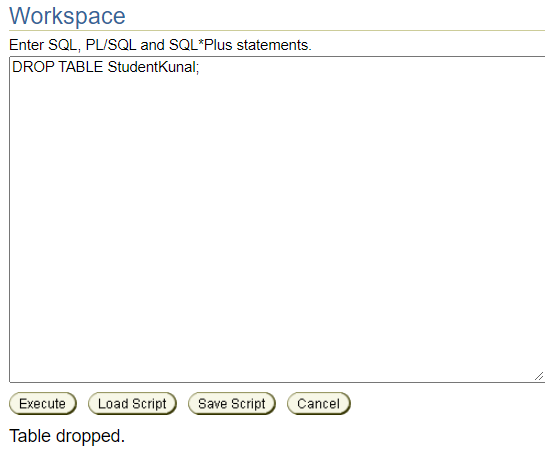 Workspace
Enter SQL, PL/SQL and SQL*Plus statements.
DROP TABLE StudentKunal;
Execute Load Script Save Script Cancel
Table dropped.